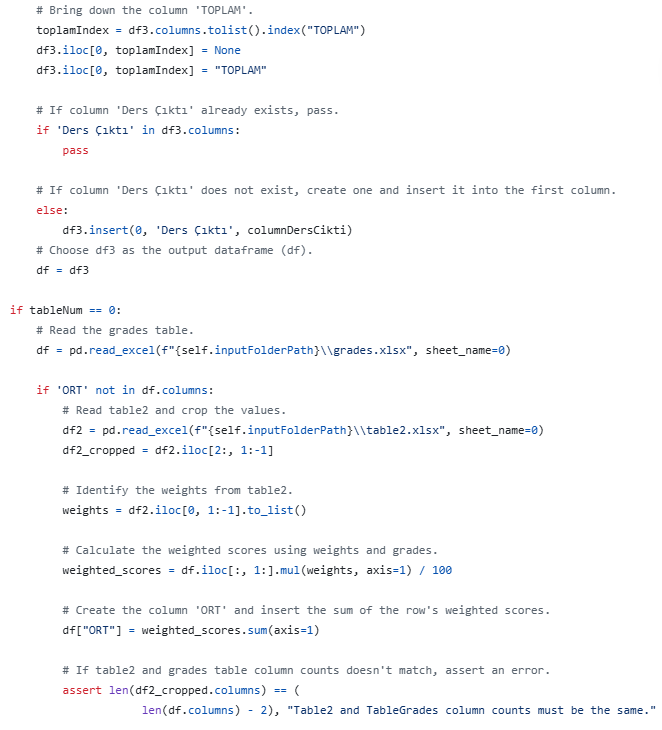 # Bring down the column 'TOPLAM'.
toplamIndex = df3.columns.tolist().index("TOPLAM")
df3.iloc[0, toplamIndex] = None
df3.iloc[0, toplamIndex] = "TOPLAM"
# If column 'Ders Çıktı' already exists, pass.
if 'Ders Çıktı' in df3.columns:
pass
# If column 'Ders Çıktı' does not exist, create one and insert it into the first column.
else:
df3.insert(0, 'Ders Çıktı', columnDersCikti)
# Choose df3 as the output dataframe (df).
df = df3
if tableNum == 0:
# Read the grades table.
df = pd.read_excel(f"{self.inputFolderPath}\\grades.xlsx", sheet_name=0)
if 'ORT' not in df.columns:
# Read table2 and crop the values.
df2 = pd.read_excel(f"{self.inputFolderPath}\\table2.xlsx", sheet_name=0)
df2_cropped = df2.iloc[2:, 1:-1]
# Identify the weights from table2.
weights = df2.iloc[0, 1:-1].to_list()
# Calculate the weighted scores using weights and grades.
weighted_scores = df.iloc[:, 1:].mul(weights, axis=1) / 100
# Create the column 'ORT' and insert the sum of the row's weighted scores.
df["ORT"] = weighted_scores.sum(axis=1)
# If table2 and grades table column counts doesn't match, assert an error.
assert len(df2_cropped.columns) == (
len(df.columns) - 2), "Table2 and TableGrades column counts must be the same."